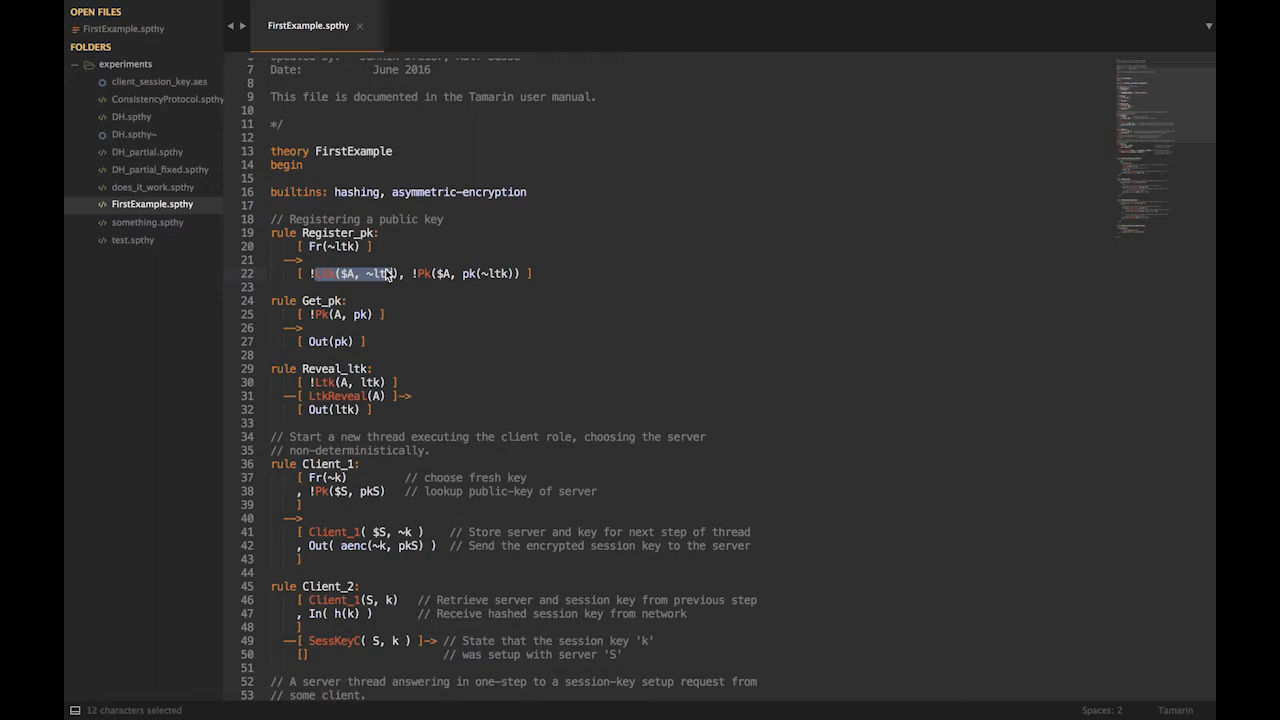 OPEN FILES
FirstExample.spthy
FOLDERS
experiments
client_session_key.aes
ConsistencyProtocol.spthy
DH.spthy
DH.spthy~
DH_partial.spthy
DH_partial_fixed.spthy
does_it_work.spthy
FirstExample.spthy
something.spthy
test.spthy
FirstExample.spthy
7 Date: June 2016
8
9 This file is documented in the Tamarin user manual.
10
11 */
12
13 theory FirstExample
14 begin
15
16 builtins: hashing, asymmetric-encryption
17
18 // Registering a public key
19 rule Register_pk:
20 [ Fr(~ltk) ]
21 -->
22 [ !Ltk($A, ~ltk), !Pk($A, pk(~ltk)) ]
23
24 rule Get_pk:
25 [ !Pk(A, pk) ]
26 -->
27 [ Out(pk) ]
28
29 rule Reveal_ltk:
30 [ !Ltk(A, ltk) ]
31 --[ LtkReveal(A) ]->
32 [ Out(ltk) ]
33
34 // Start a new thread executing the client role, choosing the server
35 // non-deterministically.
36 rule Client_1:
37 [ Fr(~k) // choose fresh key
38 , !Pk($S, pkS) // lookup public-key of server
39 ]
40 -->
41 [ Client_1( $S, ~k ) // Store server and key for next step of thread
42 , Out( aenc(~k, pkS) ) // Send the encrypted session key to the server
43 ]
44
45 rule Client_2:
46 [ Client_1(S, k) // Retrieve server and session key from previous step
47 , In( h(k) ) // Receive hashed session key from network
48 ]
49 --[ SessKeyC( S, k ) ]-> // State that the session key 'k'
50 [] // was setup with server 'S'
51
52 // A server thread answering in one-step to a session-key setup request from
53 // some client.
12 characters selected
Spaces: 2
Tamarin